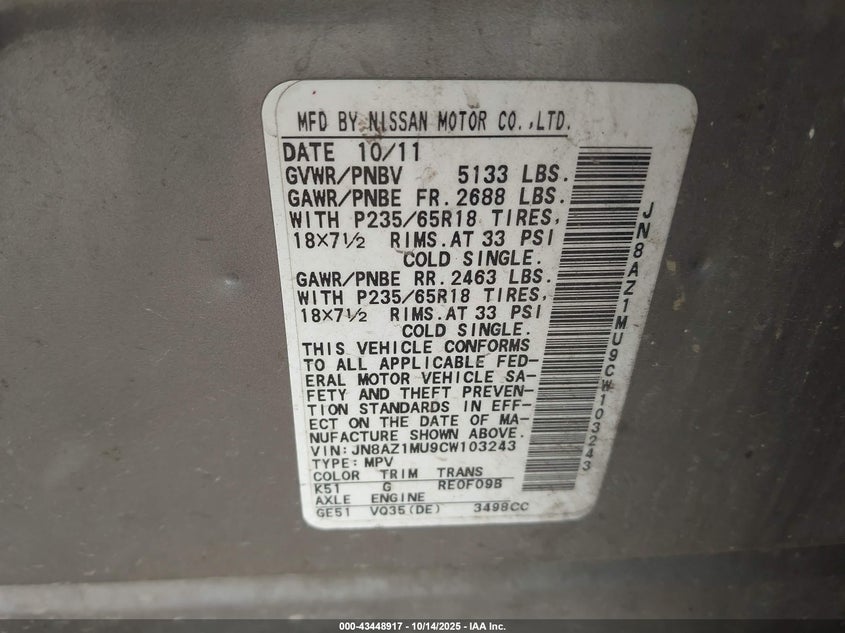 MFD BY NISSAN MOTOR CO.,LTD.
DATE 10/11
GVWR/PNBV 5133 LBS.
GAWR/PNBE FR.2688 LBS.
WITH P235/65R18 TIRES,
18×7½ RIMS.AT 33 PSI
COLD SINGLE.
GAWR/PNBE RR.2463 LBS.
WITH P235/65R18 TIRES,
18×7½ RIMS.AT 33 PSI
COLD SINGLE.
THIS VEHICLE CONFORMS
TO ALL APPLICABLE FED-
ERAL MOTOR VEHICLE SA-
FETY AND THEFT PREVEN-
TION STANDARDS IN EFF-
ECT ON THE DATE OF MA-
NUFACTURE SHOWN ABOVE.
VIN:JN8AZ1MU9CW103243
TYPE:MPV
COLOR TRIM TRANS
K51 G RE0F09B
AXLE ENGINE
GE51 VQ35(DE) 3498CC
JN8AZ1MU9CW103243
000-43448917 - 10/14/2025 - IAA Inc.